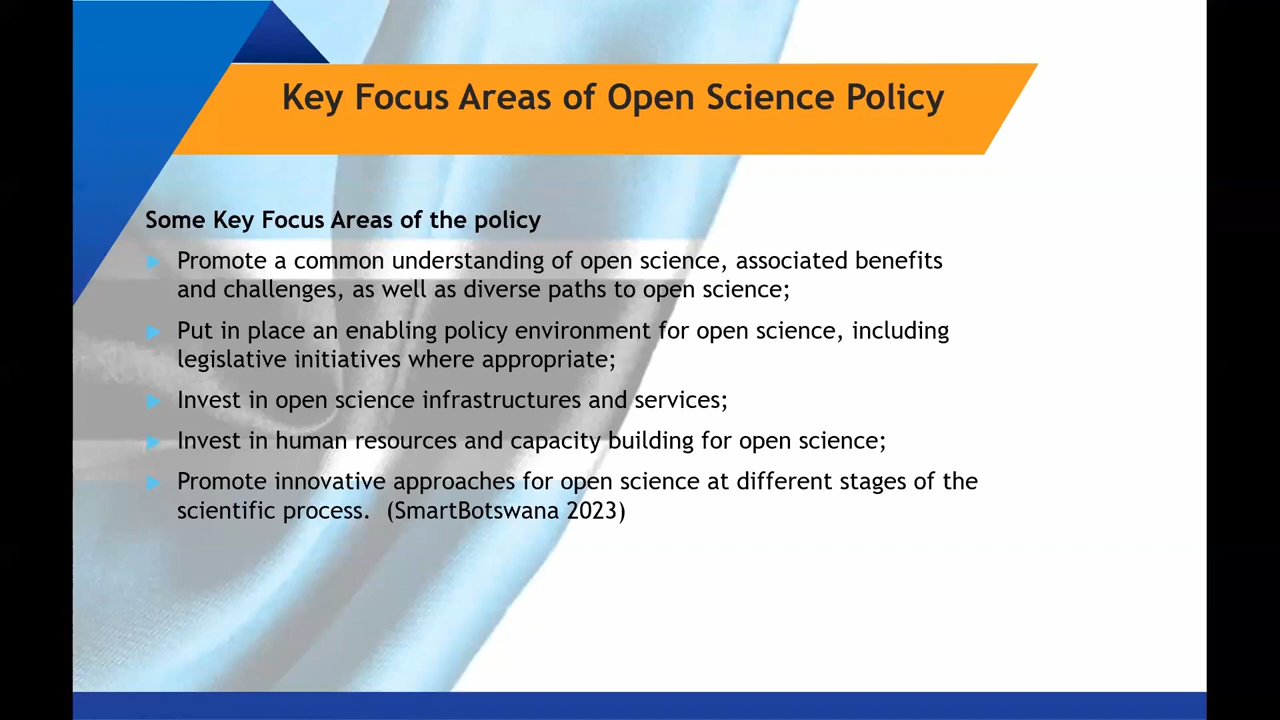 Key Focus Areas of Open Science Policy
Some Key Focus Areas of the policy
Promote a common understanding of open science, associated benefits
and challenges, as well as diverse paths to open science;
Put in place an enabling policy environment for open science, including
legislative initiatives where appropriate;
Invest in open science infrastructures and services;
Invest in human resources and capacity building for open science;
Promote innovative approaches for open science at different stages of the
scientific process.  (SmartBotswana 2023)